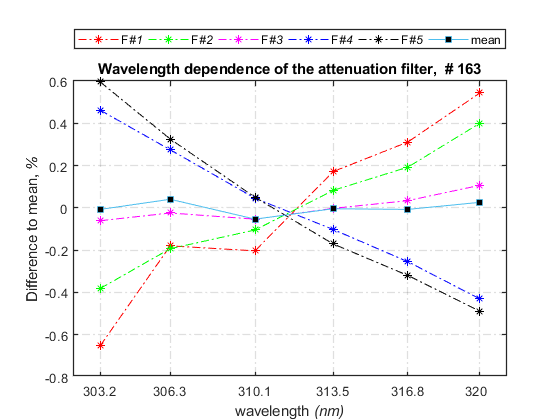 F#1 F#2 F#3 F#4 F#5 mean
Wavelength dependence of the attenuation filter, # 163
0.6
0.4
0.2
0
-0.2
-0.4
-0.6
-0.8
Difference to mean, %
303.2 306.3 310.1 313.5 316.8 320
wavelength (nm)